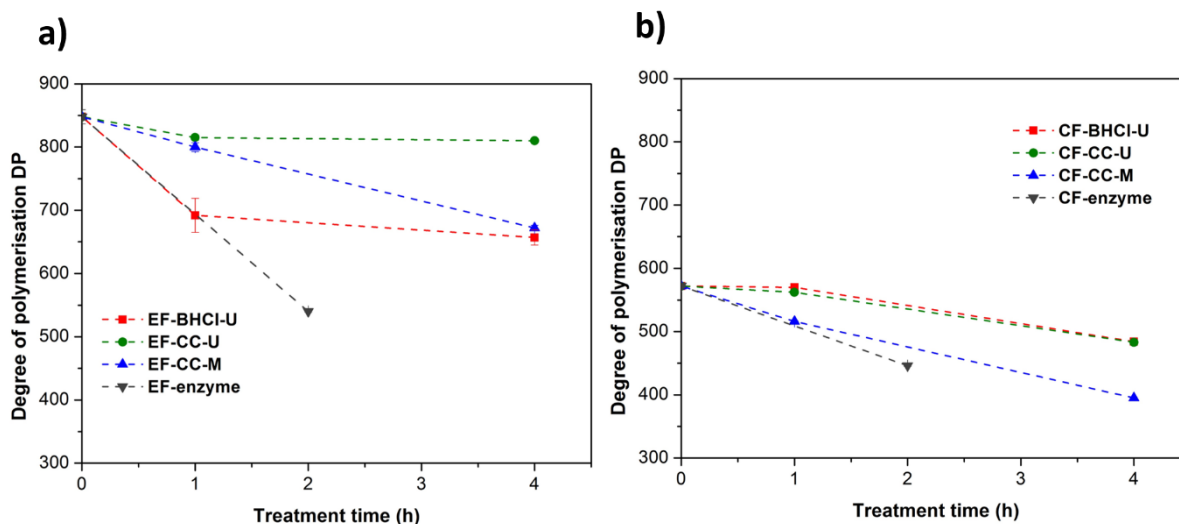 a)
900
800
700
600
500
400
300
0
1
2
3
4
Degree of polymerisation DP
Treatment time (h)
EF-BHCl-U
EF-CC-U
EF-CC-M
EF-enzyme
b)
900
800
700
600
500
400
300
0
1
2
3
4
Degree of polymerisation DP
Treatment time (h)
CF-BHCl-U
CF-CC-U
CF-CC-M
CF-enzyme